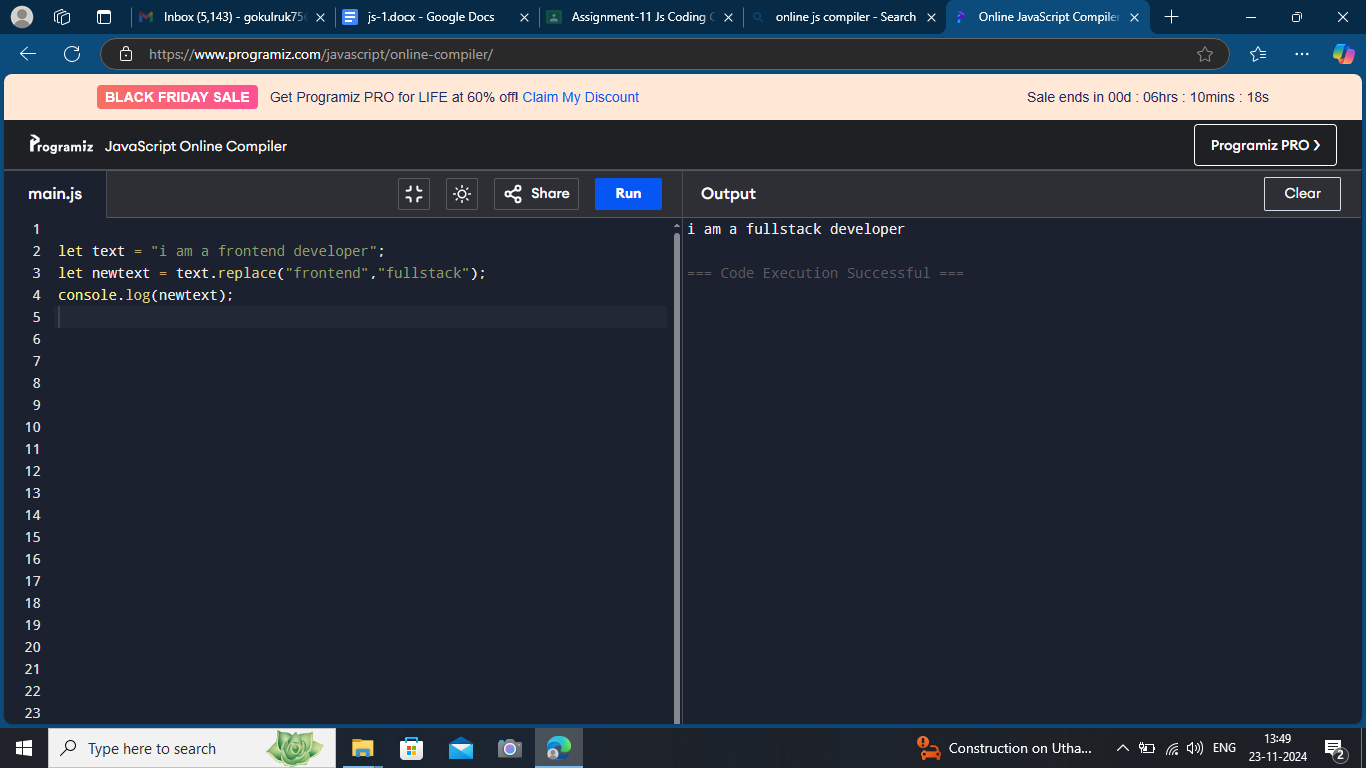 Inbox (5,143) - gokulruk75
js-1.docx - Google Docs
Assignment-11 Js Coding
online js compiler - Search
Online JavaScript Compiler
https://www.programiz.com/javascript/online-compiler/
BLACK FRIDAY SALE Get Programiz PRO for LIFE at 60% off! Claim My Discount
Sale ends in 00d : 06hrs : 10mins : 18s
Programiz JavaScript Online Compiler
Programiz PRO ❯
main.js
Share
Run
Output
Clear
1
2 let text = "i am a frontend developer";
3 let newtext = text.replace("frontend","fullstack");
4 console.log(newtext);
5
6
7
8
9
10
11
12
13
14
15
16
17
18
19
20
21
22
23
i am a fullstack developer
=== Code Execution Successful ===
Type here to search
Construction on Utha...
ENG
13:49
23-11-2024
2